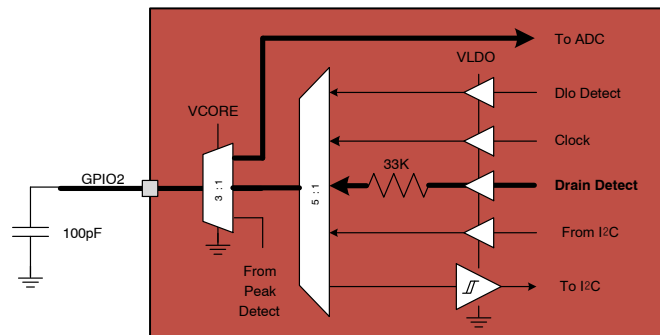 To ADC
VLDO
Dlo Detect
VCORE
Clock
33K
GPIO2
3 : 1
5 : 1
Drain Detect
100pF
From I²C
From
Peak
Detect
To I²C